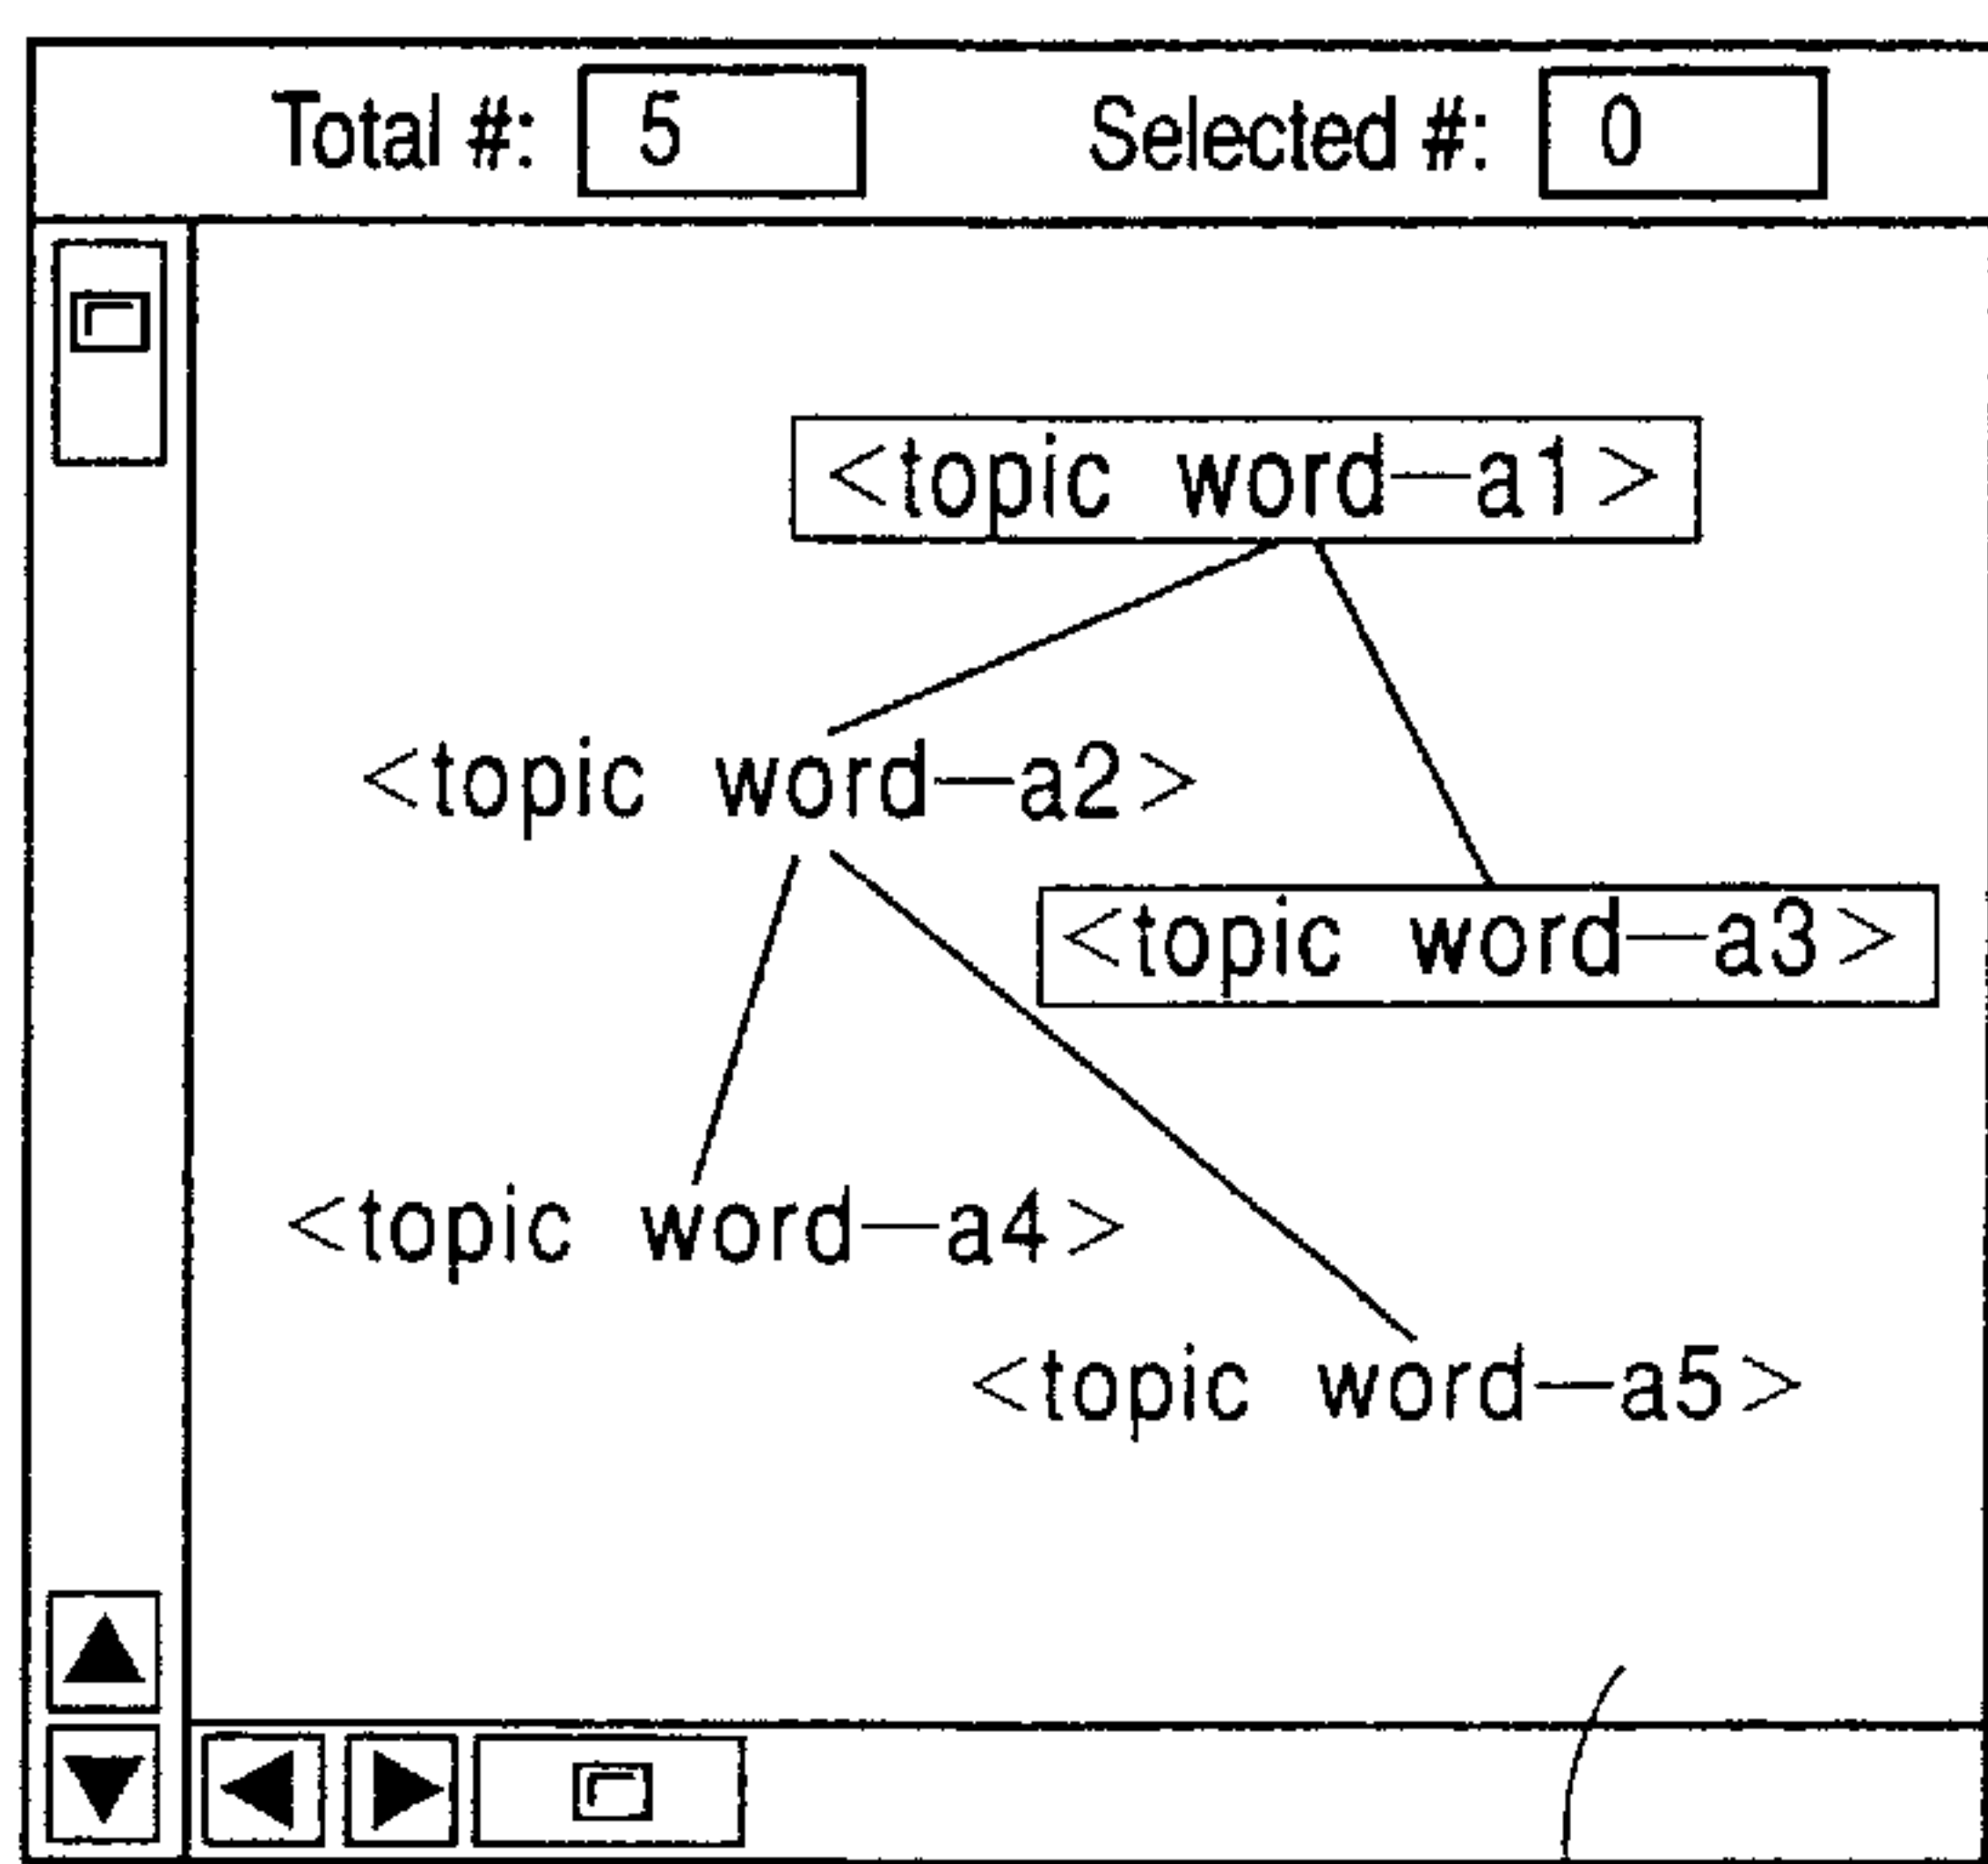 Total #: 5 Selected #: 0
<topic word—a1>
<topic word—a2>
<topic word—a3>
<topic word—a4>
<topic word—a5>